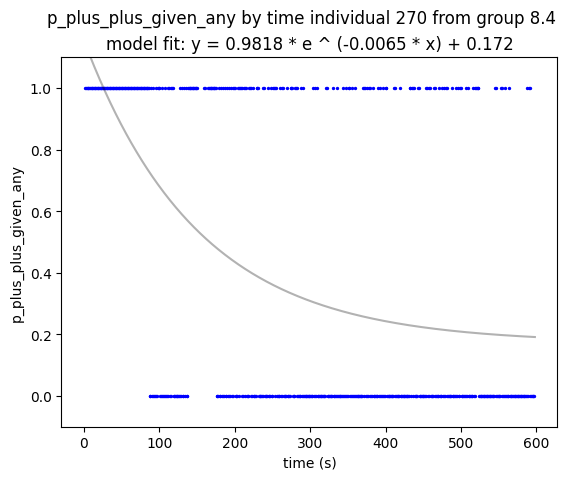 p_plus_plus_given_any by time individual 270 from group 8.4
model fit: y = 0.9818 * e ^ (-0.0065 * x) + 0.172
1.0
0.8
0.6
0.4
0.2
0.0
p_plus_plus_given_any
0 100 200 300 400 500 600
time (s)